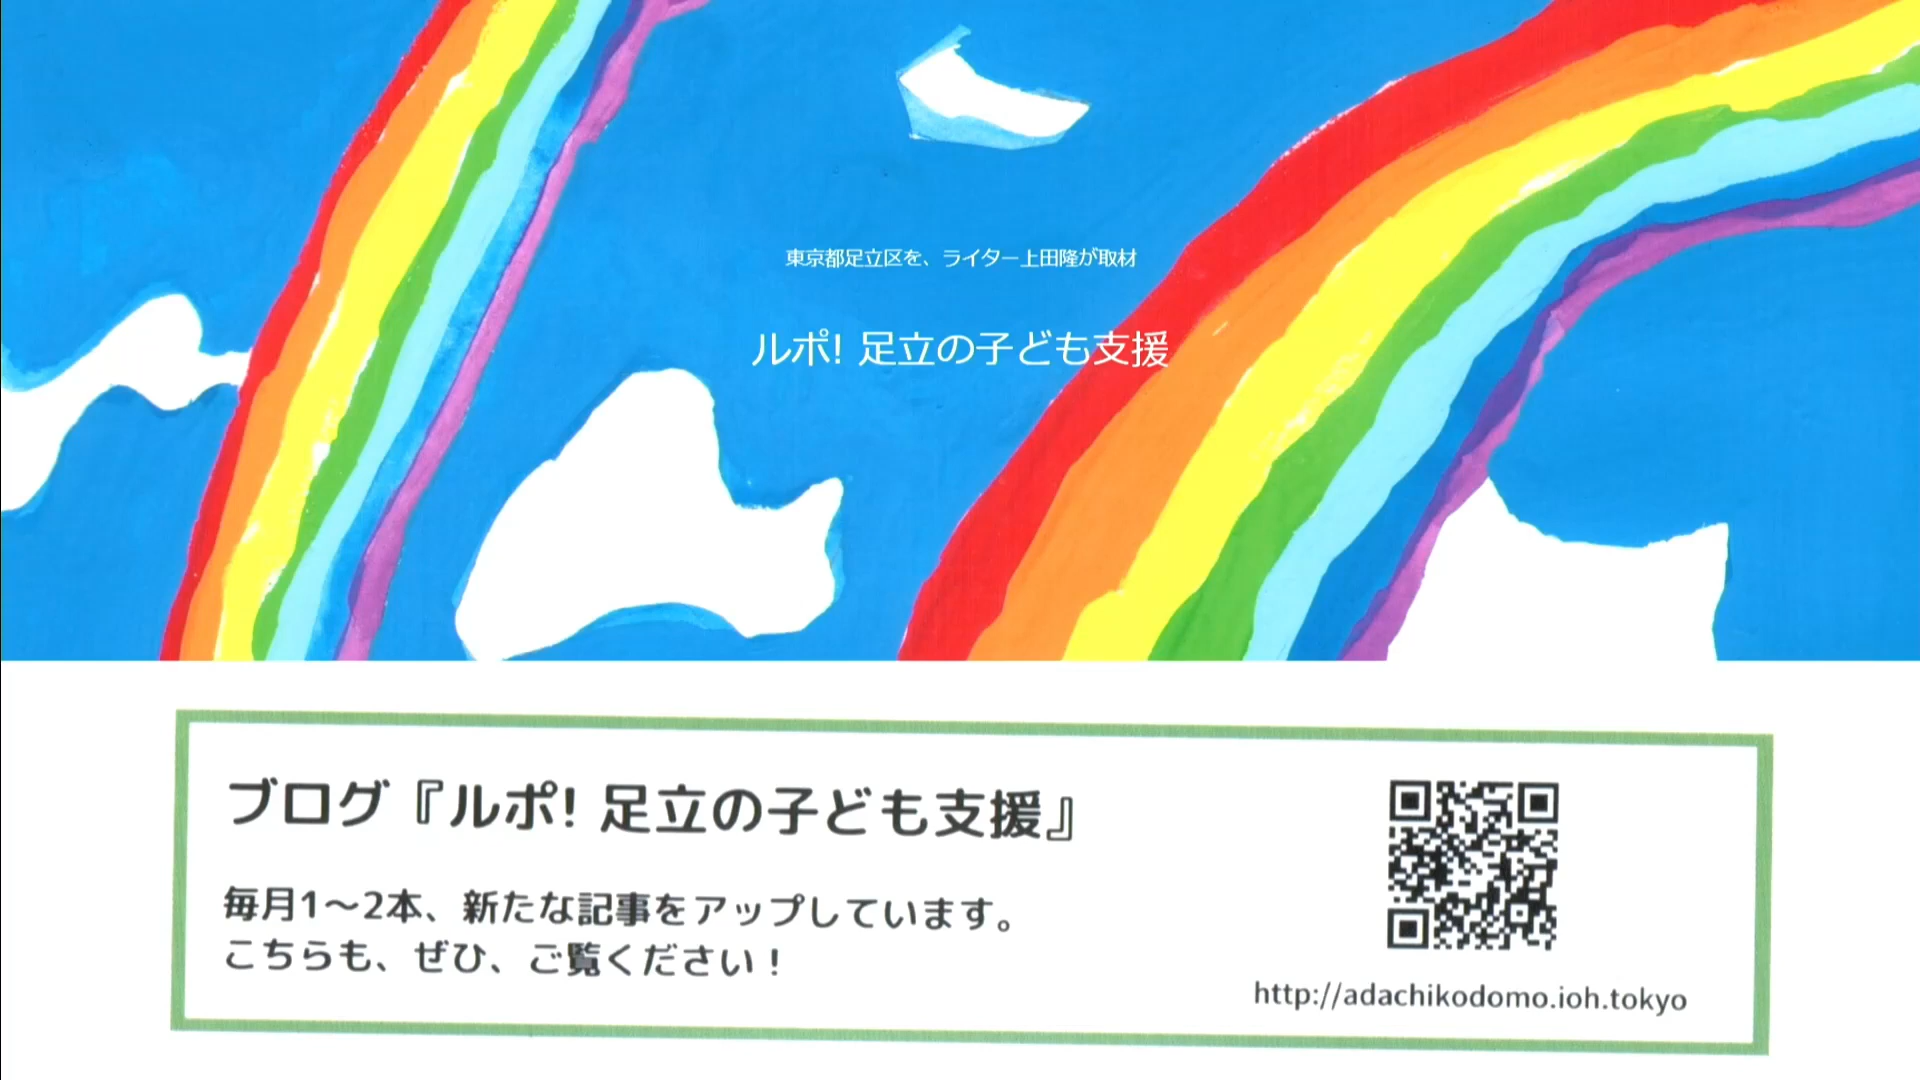 東京都足立区を、ライター上田隆が取材
ルポ! 足立の子ども支援
ブログ『ルポ! 足立の子ども支援』
毎月1〜2本、新たな記事をアップしています。
こちらも、ぜひ、ご覧ください！
http://adachikodomo.ioh.tokyo